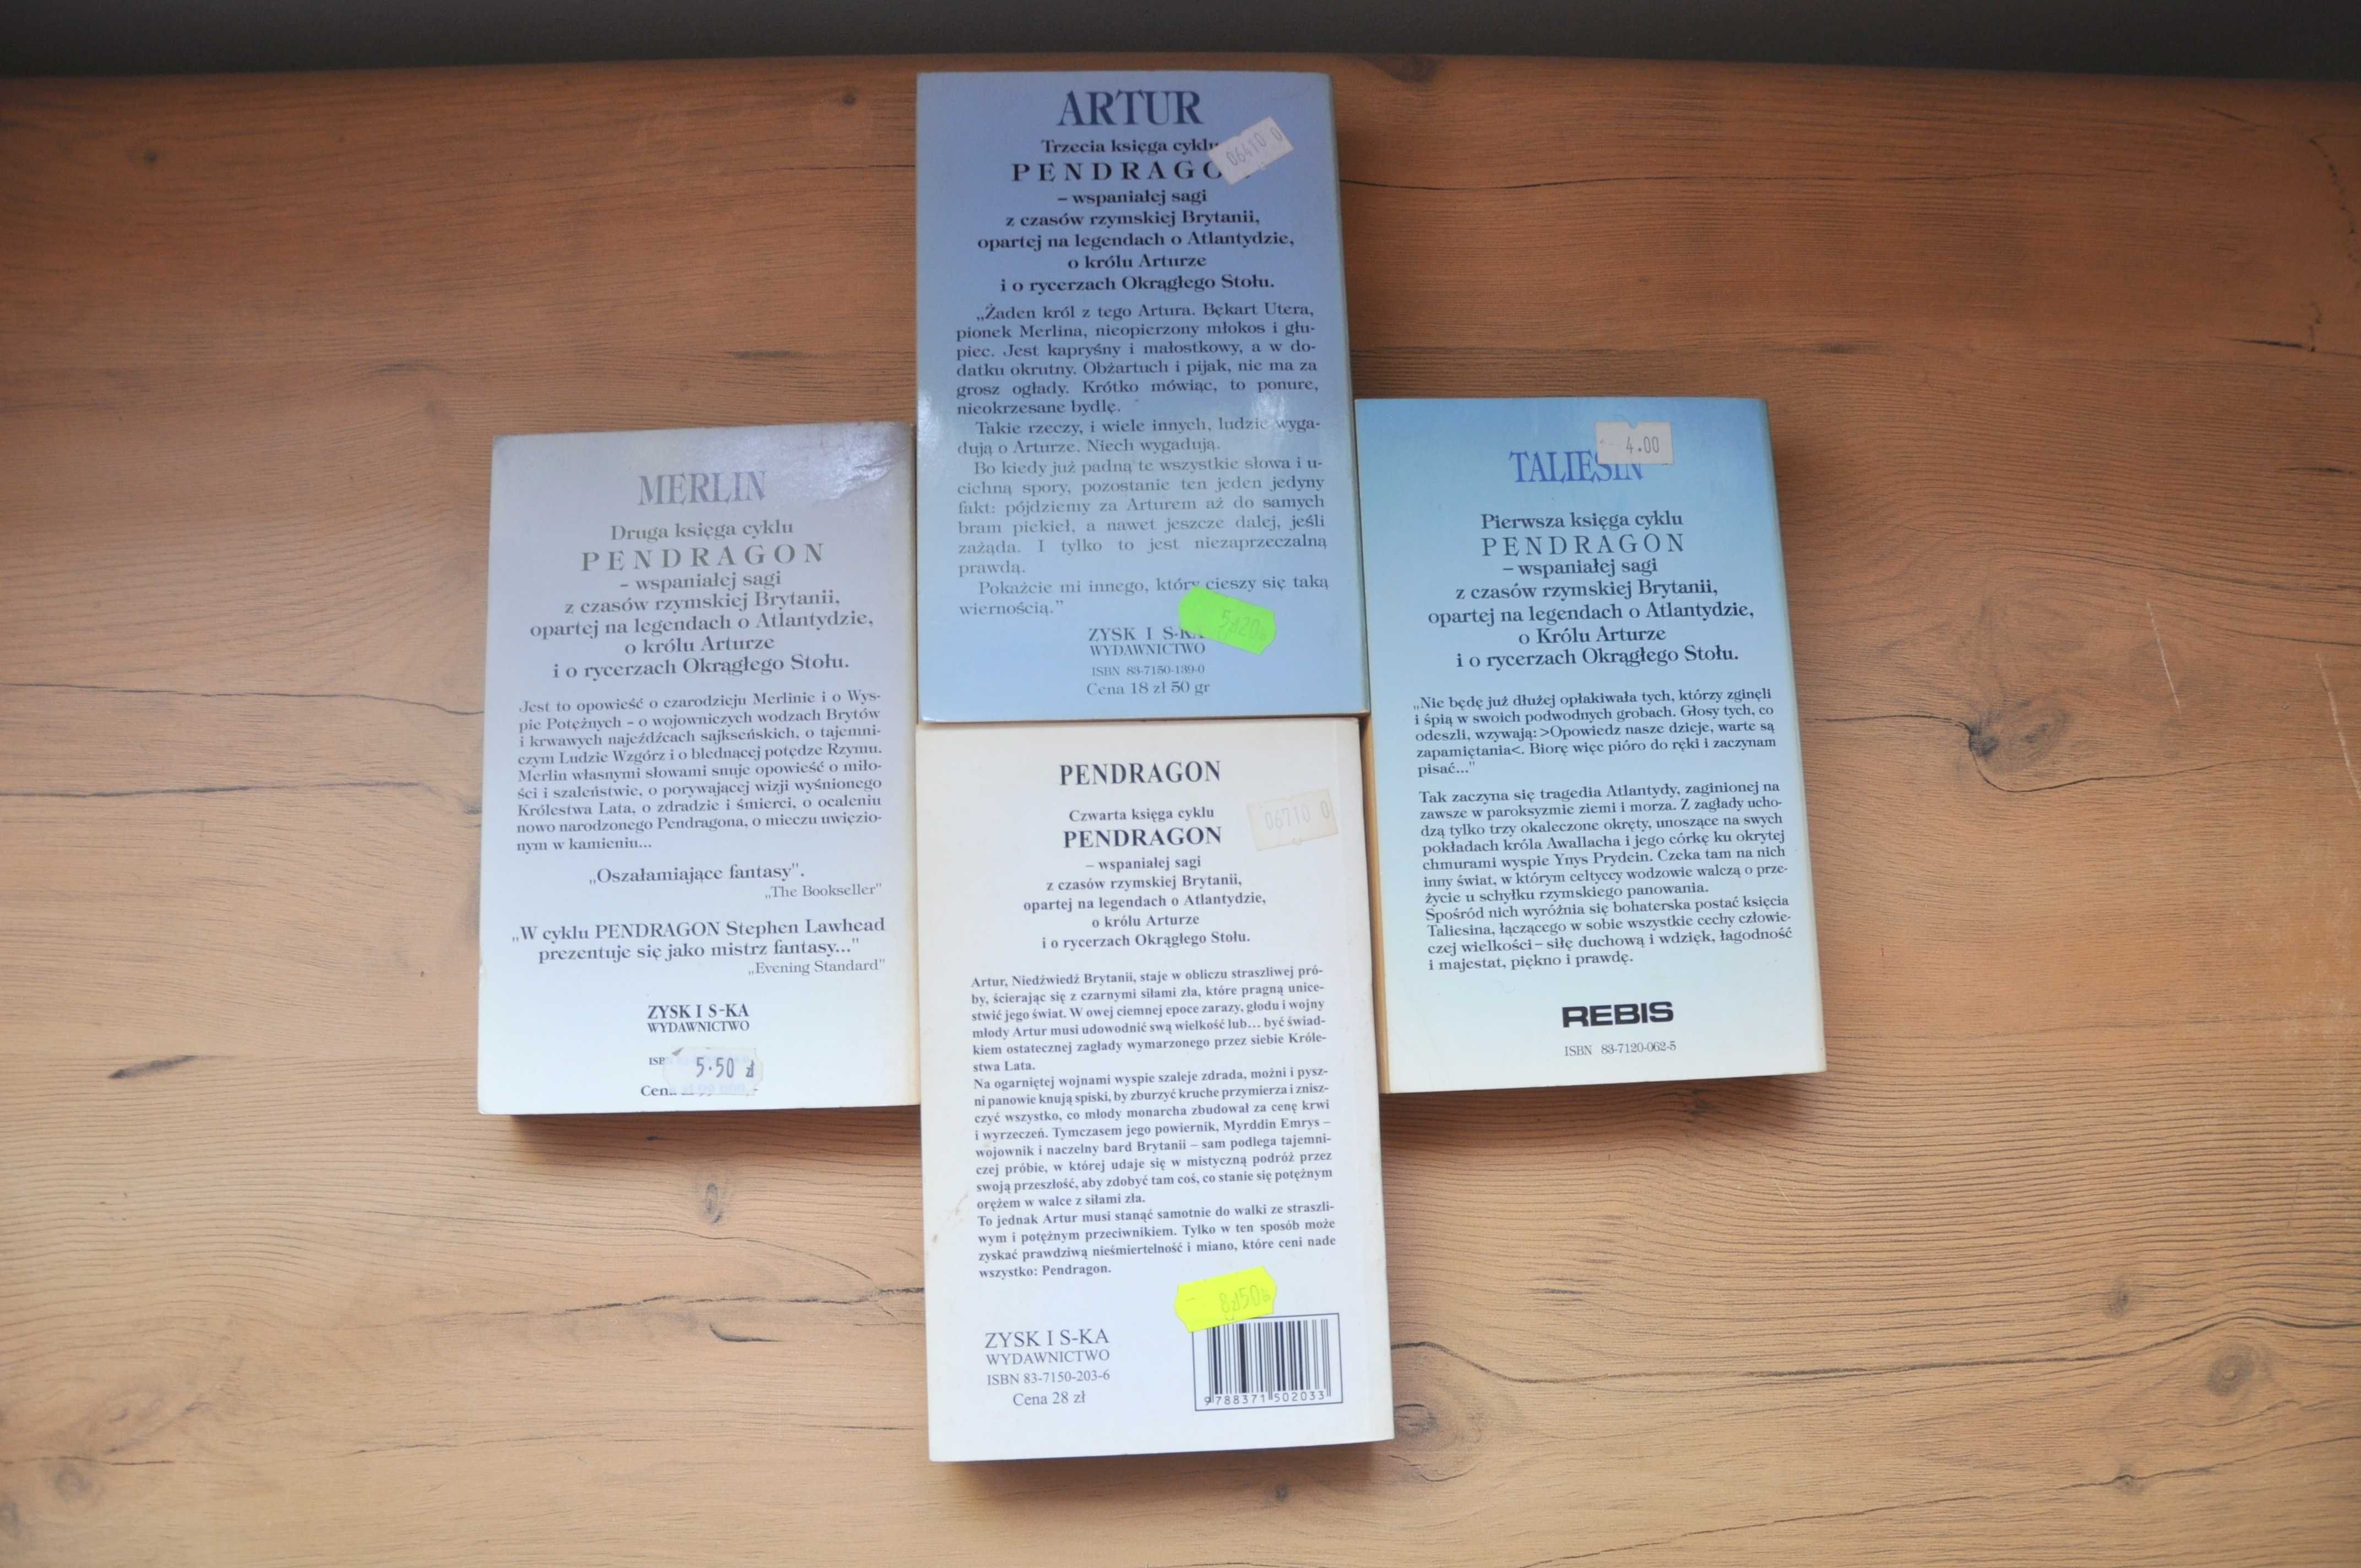 ARTUR
Trzecia księga cyklu
06410 0
PENDRAGO
– wspaniałej sagi
z czasów rzymskiej Brytanii,
opartej na legendach o Atlantydzie,
o królu Arturze
i o rycerzach Okrągłego Stołu.
„Żaden król z tego Artura. Bękart Utera,
pionek Merlina, nieopierzony młokos i głu-
piec. Jest kapryśny i małostkowy, a w do-
datku okrutny. Obżartuch i pijak, nie ma za
grosz ogłady. Krótko mówiąc, to ponure,
nieokrzesane bydlę.
Takie rzeczy, i wiele innych, ludzie wyga-
dują o Arturze. Niech wygadują.
Bo kiedy już padną te wszystkie słowa i u-
cichną spory, pozostanie ten jeden jedyny
fakt: pójdziemy za Arturem aż do samych
bram piekieł, a nawet jeszcze dalej, jeśli
zażąda. I tylko to jest niezaprzeczalną
prawdą.
Pokażcie mi innego, który cieszy się taką
wiernością."
ZYSK I S-KA
WYDAWNICTWO
ISBN 83-7150-139-0
Cena 18 zł 50 gr
MERLIN
Druga księga cyklu
PENDRAGON
– wspaniałej sagi
z czasów rzymskiej Brytanii,
opartej na legendach o Atlantydzie,
o królu Arturze
i o rycerzach Okrągłego Stołu.
Jest to opowieść o czarodzieju Merlinie i o Wys-
pie Potężnych – o wojowniczych wodzach Brytów
i krwawych najeźdźcach sajkseńskich, o tajemni-
czym Ludzie Wzgórz i o blednącej potędze Rzymu.
Merlin własnymi słowami snuje opowieść o miło-
ści i szaleństwie, o porywającej wizji wyśnionego
Królestwa Lata, o zdradzie i śmierci, o ocaleniu
nowo narodzonego Pendragona, o mieczu uwięzio-
nym w kamieniu...
„Oszałamiające fantasy".
„The Bookseller"
„W cyklu PENDRAGON Stephen Lawhead
prezentuje się jako mistrz fantasy..."
„Evening Standard"
ZYSK I S-KA
WYDAWNICTWO
5.50 zł
TALIESIN
4.00
Pierwsza księga cyklu
PENDRAGON
– wspaniałej sagi
z czasów rzymskiej Brytanii,
opartej na legendach o Atlantydzie,
o Królu Arturze
i o rycerzach Okrągłego Stołu.
„Nie będę już dłużej opłakiwała tych, którzy zginęli
i śpią w swoich podwodnych grobach. Głosy tych, co
odeszli, wzywają: >Opowiedz nasze dzieje, warte są
zapamiętania<. Biorę więc pióro do ręki i zaczynam
pisać..."
Tak zaczyna się tragedia Atlantydy, zaginionej na
zawsze w paroksyzmie ziemi i morza. Z zagłady ucho-
dzą tylko trzy okaleczone okręty, unoszące na swych
pokładach króla Awallacha i jego córkę ku okrytej
chmurami wyspie Ynys Prydein. Czeka tam na nich
inny świat, w którym celtyccy wodzowie walczą o prze-
życie u schyłku rzymskiego panowania.
Spośród nich wyróżnia się bohaterska postać księcia
Taliesina, łączącego w sobie wszystkie cechy człowie-
czej wielkości – siłę duchową i wdzięk, łagodność
i majestat, piękno i prawdę.
REBIS
ISBN 83-7120-062-5
PENDRAGON
Czwarta księga cyklu
06710 0
PENDRAGON
– wspaniałej sagi
z czasów rzymskiej Brytanii,
opartej na legendach o Atlantydzie,
o królu Arturze
i o rycerzach Okrągłego Stołu.
Artur, Niedźwiedź Brytanii, staje w obliczu straszliwej pró-
by, ścierając się z czarnymi siłami zła, które pragną unice-
stwić jego świat. W owej ciemnej epoce zarazy, głodu i wojny
młody Artur musi udowodnić swą wielkość lub... być świad-
kiem ostatecznej zagłady wymarzonego przez siebie Króle-
stwa Lata.
Na ogarniętej wojnami wyspie szaleje zdrada, możni i pysz-
ni panowie knują spiski, by zburzyć kruche przymierza i znisz-
czyć wszystko, co młody monarcha zbudował za cenę krwi
i wyrzeczeń. Tymczasem jego powiernik, Myrddin Emrys –
wojownik i naczelny bard Brytanii – sam podlega tajemni-
czej próbie, w której udaje się w mistyczną podróż przez
swoją przeszłość, aby zdobyć tam coś, co stanie się potężnym
orężem w walce z siłami zła.
To jednak Artur musi stanąć samotnie do walki ze straszli-
wym i potężnym przeciwnikiem. Tylko w ten sposób może
zyskać prawdziwą nieśmiertelność i miano, które ceni nade
wszystko: Pendragon.
ZYSK I S-KA
WYDAWNICTWO
ISBN 83-7150-203-6
Cena 28 zł
9788371502033